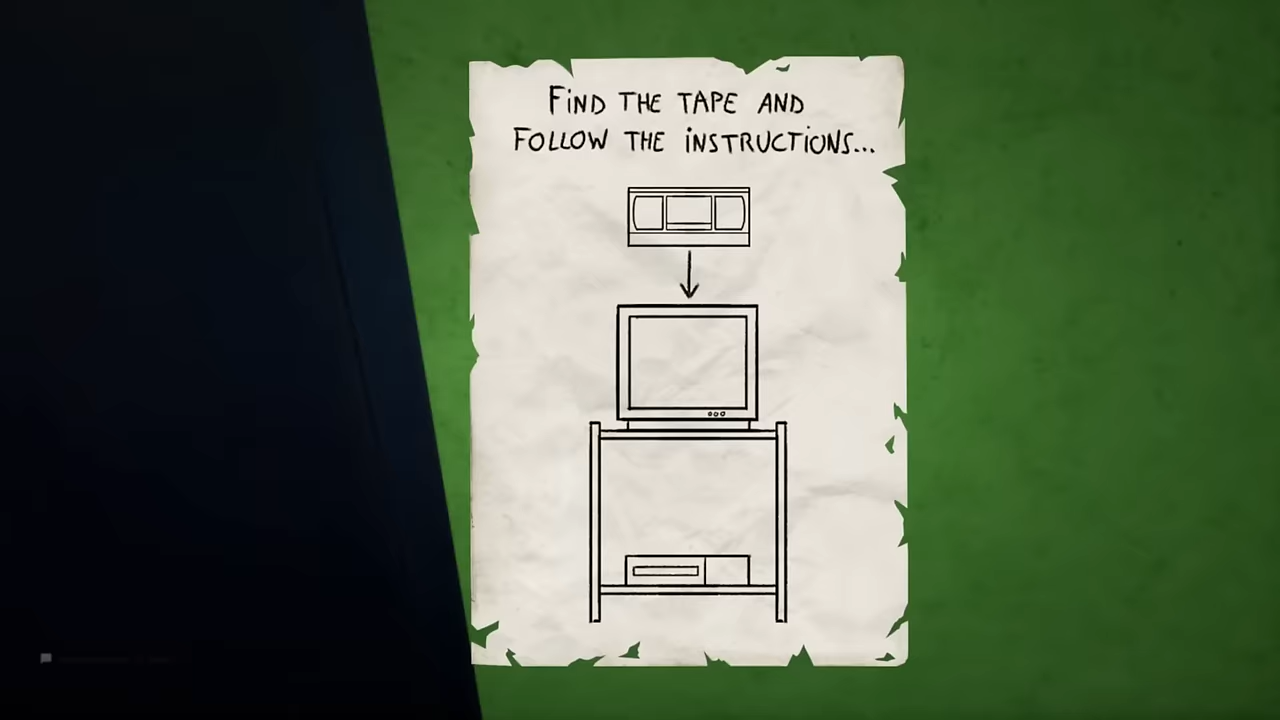 FiND THE TAPE AND
FOLLOW THE iNSTRUCTiONS...